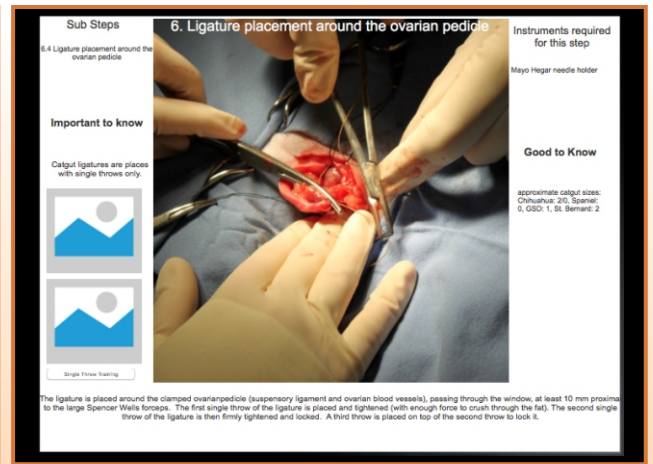 Sub Steps
6.4 Ligature placement around the
ovarian pedicle
Important to know
Catgut ligatures are places
with single throws only.
Single Throw Training
6. Ligature placement around the ovarian pedicle
Instruments required
for this step
Mayo Hegar needle holder
Good to Know
approximate catgut sizes:
Chihuahua: 2/0, Spaniel:
0, GSD: 1, St. Bernard: 2
The ligature is placed around the clamped ovarianpedicle (suspensory ligament and ovarian blood vessels), passing through the window, at least 10 mm proxima
to the large Spencer Wells forceps. The first single throw of the ligature is placed and tightened (with enough force to crush through the fat). The second single
throw of the ligature is then firmly tightened and locked. A third throw is placed on top of the second throw to lock it.